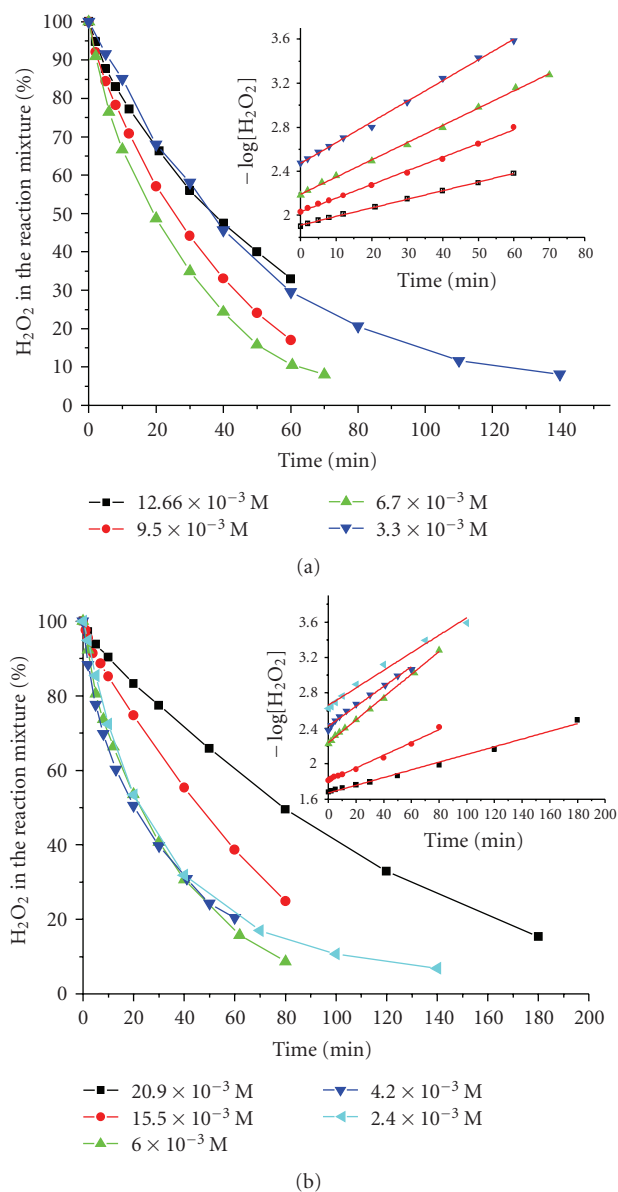 H₂O₂ in the reaction mixture (%)
100
90
80
70
60
50
40
30
20
10
0
0 20 40 60 80 100 120 140
Time (min)
− log[H₂O₂]
3.6
3.2
2.8
2.4
2
0 10 20 30 40 50 60 70 80
Time (min)
12.66 × 10⁻³ M
9.5 × 10⁻³ M
6.7 × 10⁻³ M
3.3 × 10⁻³ M
(a)
H₂O₂ in the reaction mixture (%)
100
80
60
40
20
0
0 20 40 60 80 100 120 140 160 180 200
Time (min)
− log[H₂O₂]
3.6
3.2
2.8
2.4
2
1.6
0 20 40 60 80 100 120 140 160 180 200
Time (min)
20.9 × 10⁻³ M
15.5 × 10⁻³ M
6 × 10⁻³ M
4.2 × 10⁻³ M
2.4 × 10⁻³ M
(b)